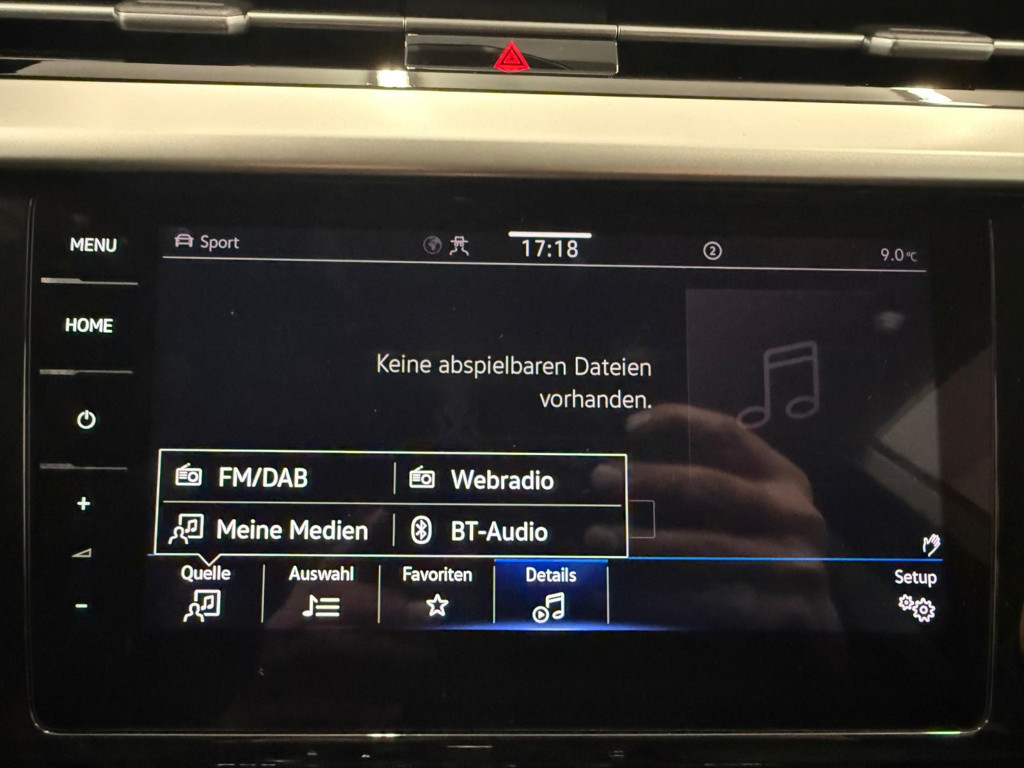 MENU
HOME
Sport
17:18
2
9.0°C
Keine abspielbaren Dateien
vorhanden.
FM/DAB
Webradio
Meine Medien
BT-Audio
Quelle
Auswahl
Favoriten
Details
Setup
+
-